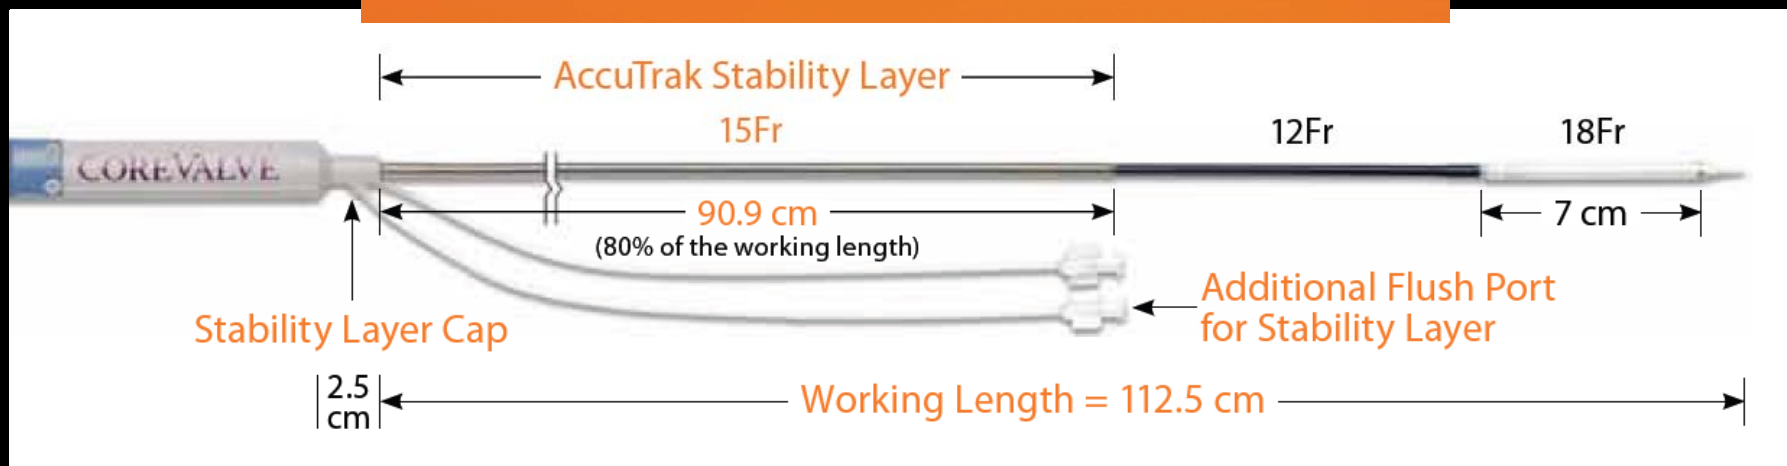 AccuTrak Stability Layer
15Fr
12Fr
18Fr
COREVALVE
90.9 cm
7 cm
(80% of the working length)
Additional Flush Port
for Stability Layer
Stability Layer Cap
2.5
cm
Working Length = 112.5 cm